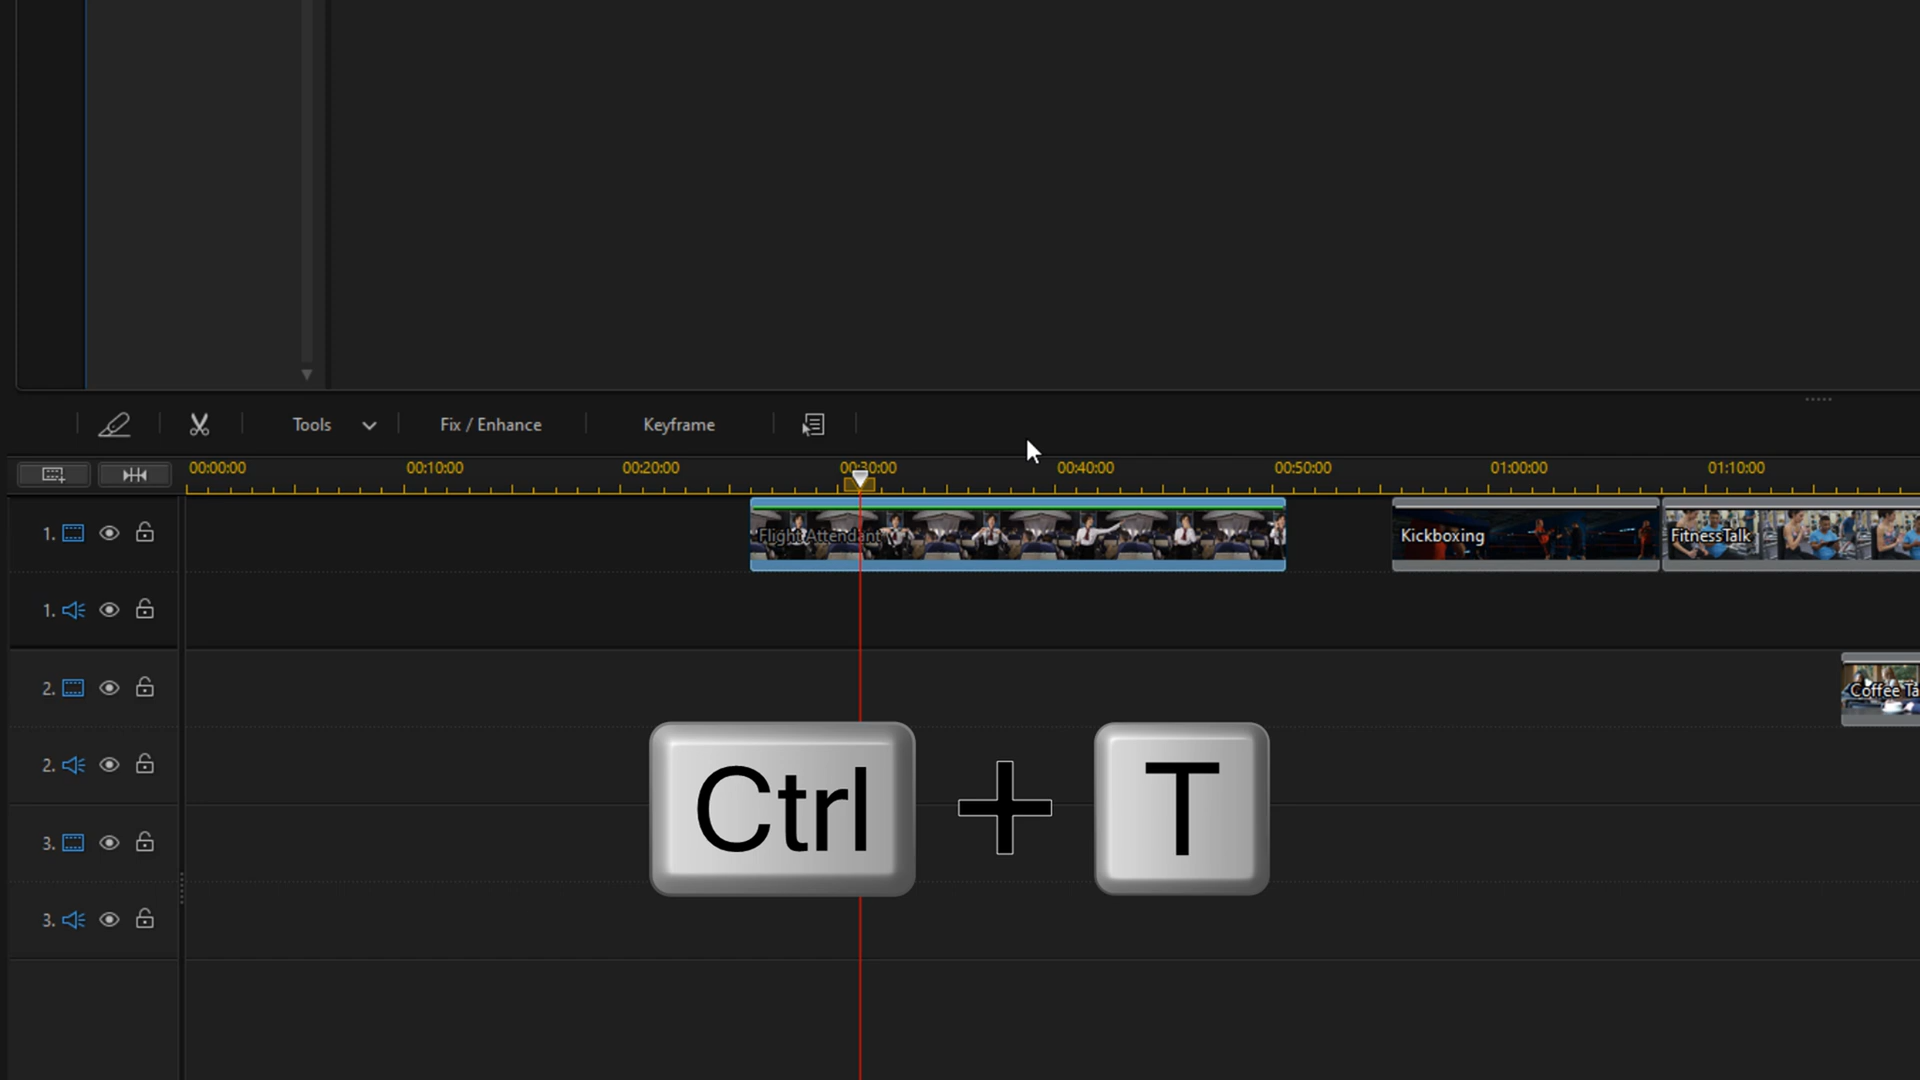 Tools
Fix / Enhance
Keyframe
00:00:00
00:10:00
00:20:00
00:30:00
00:40:00
00:50:00
01:00:00
01:10:00
1.
Flight Attendant
Kickboxing
FitnessTalk
1.
2.
Coffee Ta
2.
Ctrl + T
3.
3.